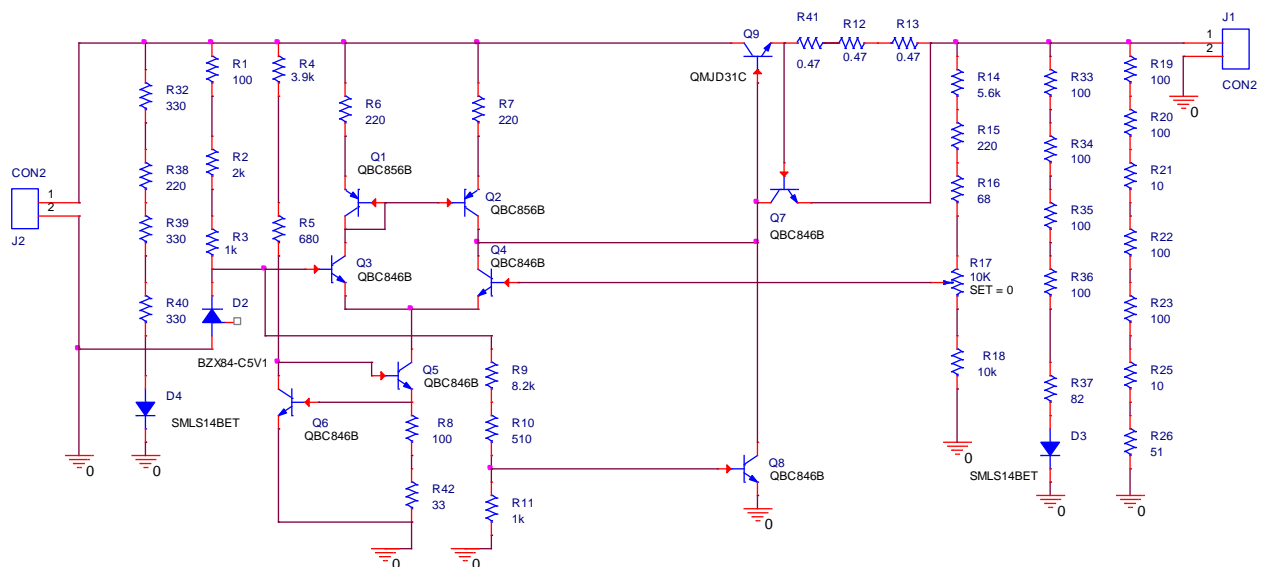 CON2
1
2
J2
R32
330
R38
220
R39
330
R40
330
D4
SMLS14BET
0
0
R1
100
R2
2k
R3
1k
D2
BZX84-C5V1
R4
3.9k
R5
680
R6
220
R7
220
Q1
QBC856B
Q2
QBC856B
Q3
QBC846B
Q4
QBC846B
Q5
QBC846B
Q6
QBC846B
R8
100
R42
33
0
R9
8.2k
R10
510
R11
1k
0
Q9
QMJD31C
R41
0.47
R12
0.47
R13
0.47
Q7
QBC846B
Q8
QBC846B
0
R14
5.6k
R15
220
R16
68
R17
10K
SET = 0
R18
10k
0
R33
100
R34
100
R35
100
R36
100
R37
82
D3
SMLS14BET
0
R19
100
R20
100
R21
10
R22
100
R23
100
R25
10
R26
51
0
J1
1
2
CON2
0